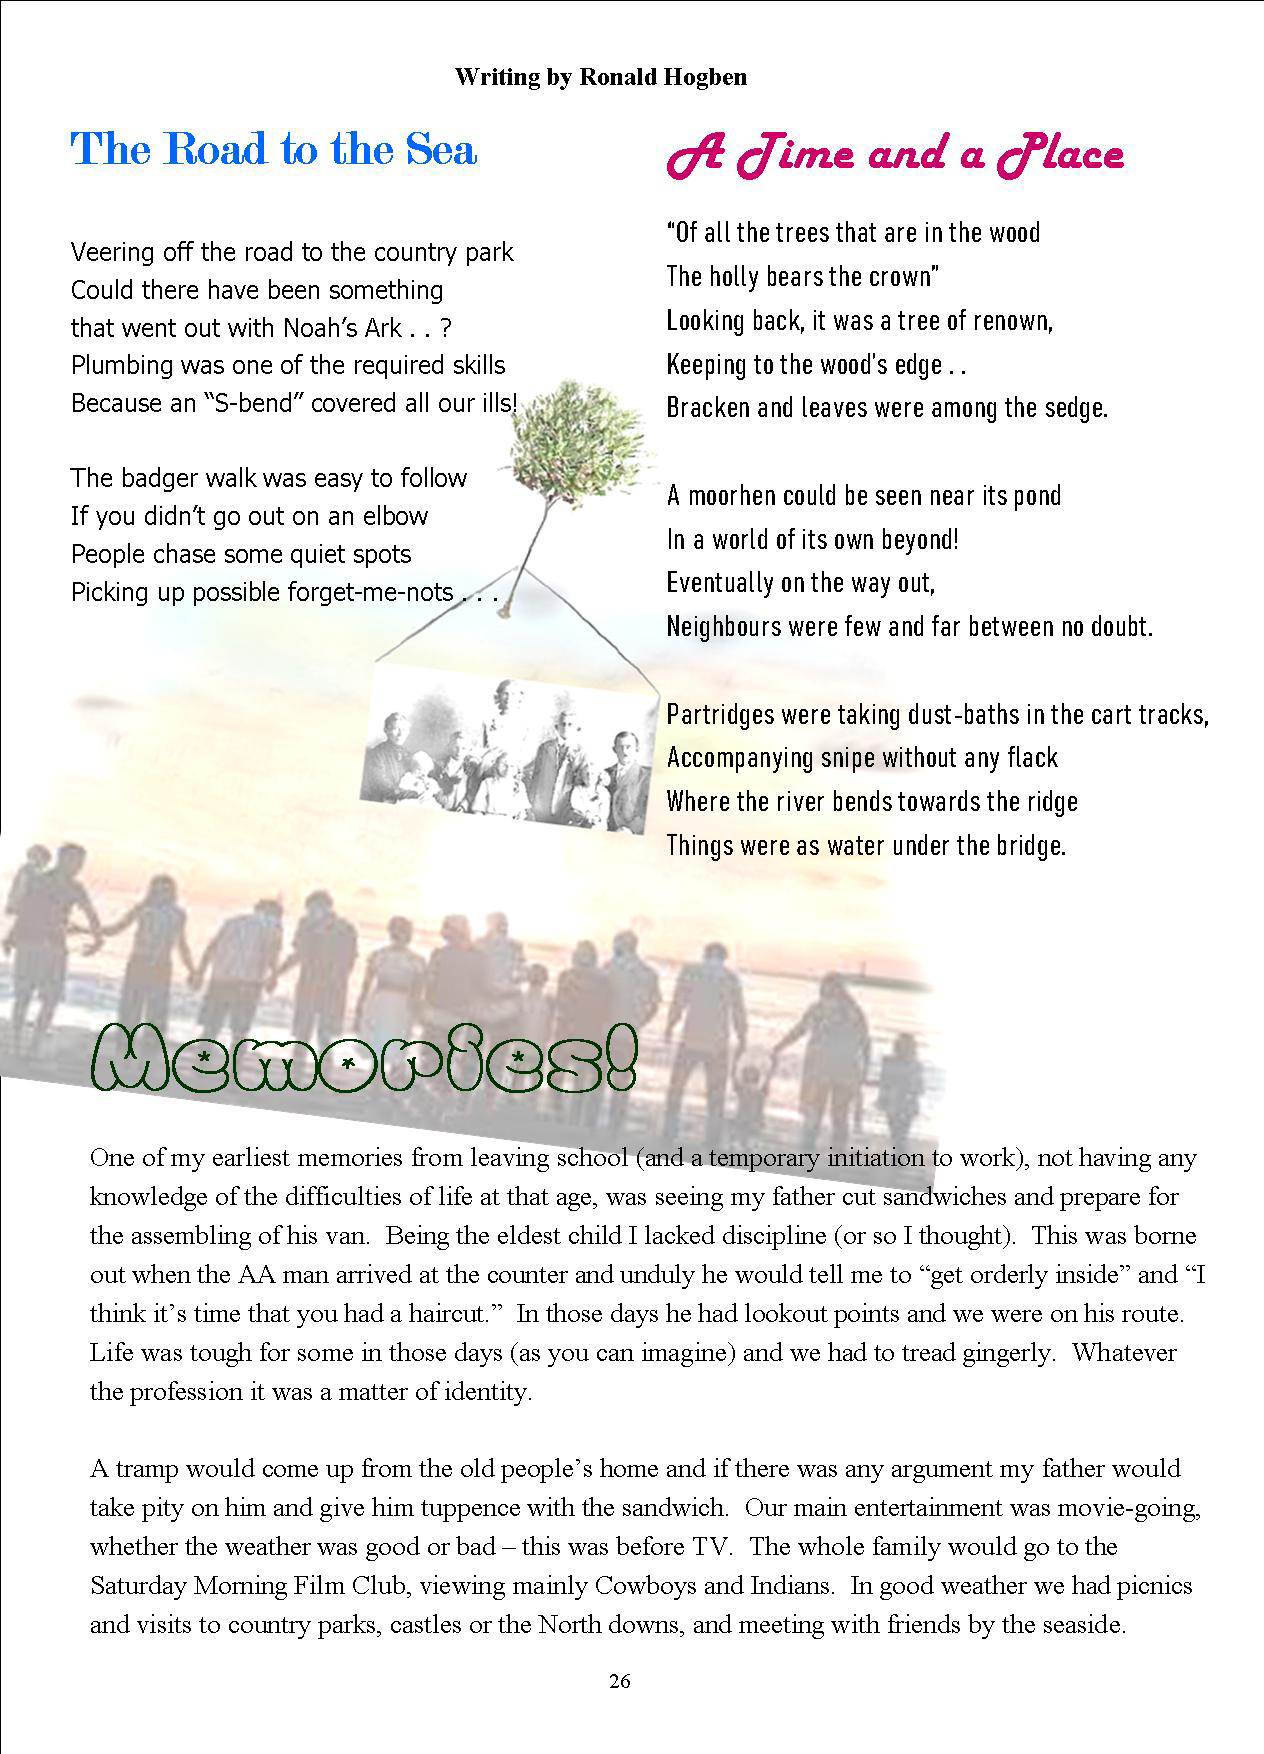 Writing by Ronald Hogben
The Road to the Sea
Veering off the road to the country park
Could there have been something
that went out with Noah’s Ark . . ?
Plumbing was one of the required skills
Because an “S-bend” covered all our ills!
The badger walk was easy to follow
If you didn’t go out on an elbow
People chase some quiet spots
Picking up possible forget-me-nots . . .
A Time and a Place
“Of all the trees that are in the wood
The holly bears the crown”
Looking back, it was a tree of renown,
Keeping to the wood’s edge . .
Bracken and leaves were among the sedge.
A moorhen could be seen near its pond
In a world of its own beyond!
Eventually on the way out,
Neighbours were few and far between no doubt.
Partridges were taking dust-baths in the cart tracks,
Accompanying snipe without any flack
Where the river bends towards the ridge
Things were as water under the bridge.
Memories!
One of my earliest memories from leaving school (and a temporary initiation to work), not having any
knowledge of the difficulties of life at that age, was seeing my father cut sandwiches and prepare for
the assembling of his van.  Being the eldest child I lacked discipline (or so I thought).  This was borne
out when the AA man arrived at the counter and unduly he would tell me to “get orderly inside” and “I
think it’s time that you had a haircut.”  In those days he had lookout points and we were on his route.
Life was tough for some in those days (as you can imagine) and we had to tread gingerly.  Whatever
the profession it was a matter of identity.
A tramp would come up from the old people’s home and if there was any argument my father would
take pity on him and give him tuppence with the sandwich.  Our main entertainment was movie-going,
whether the weather was good or bad – this was before TV.  The whole family would go to the
Saturday Morning Film Club, viewing mainly Cowboys and Indians.  In good weather we had picnics
and visits to country parks, castles or the North downs, and meeting with friends by the seaside.
26